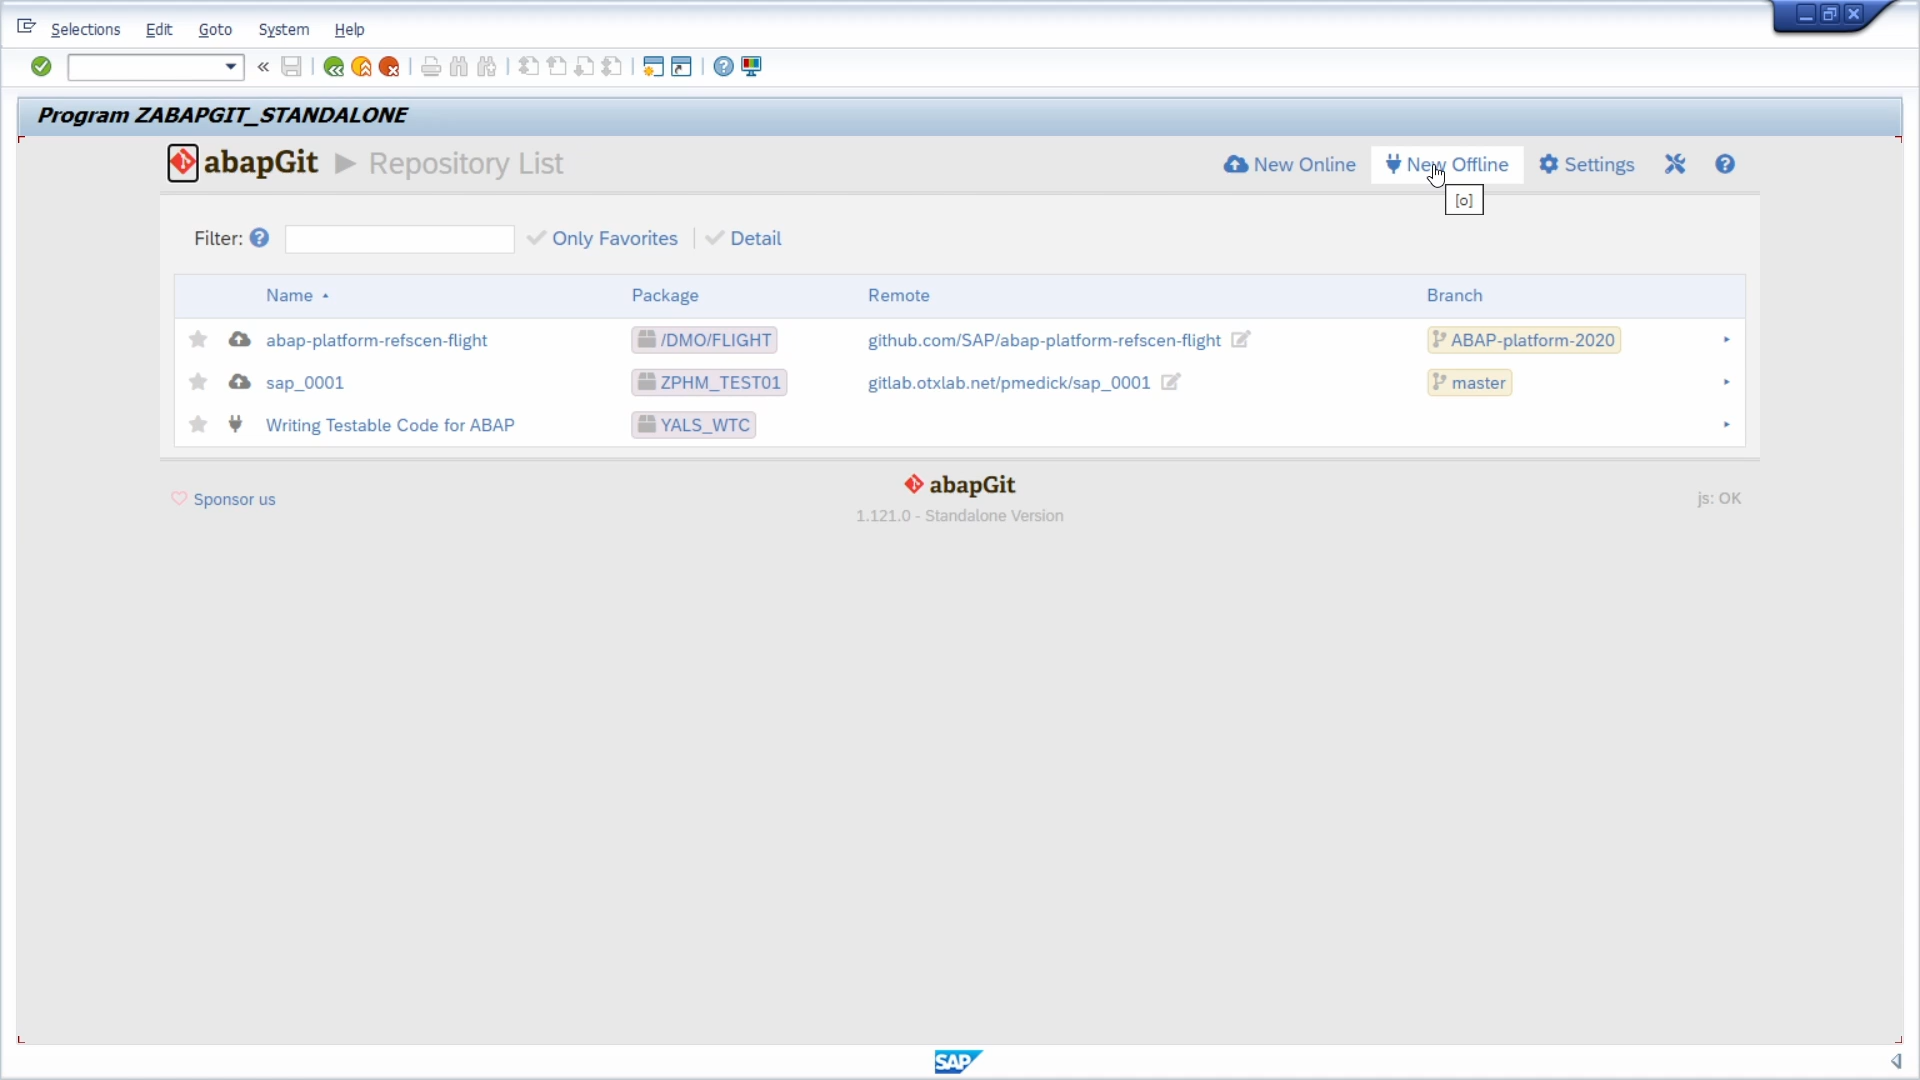 Selections Edit Goto System Help
Program ZABAPGIT_STANDALONE
abapGit Repository List New Online New Offline Settings
[o]
Filter: Only Favorites Detail
Name Package Remote Branch
abap-platform-refscen-flight /DMO/FLIGHT github.com/SAP/abap-platform-refscen-flight ABAP-platform-2020
sap_0001 ZPHM_TEST01 gitlab.otxlab.net/pmedick/sap_0001 master
Writing Testable Code for ABAP YALS_WTC
abapGit
Sponsor us js: OK
1.121.0 - Standalone Version
SAP